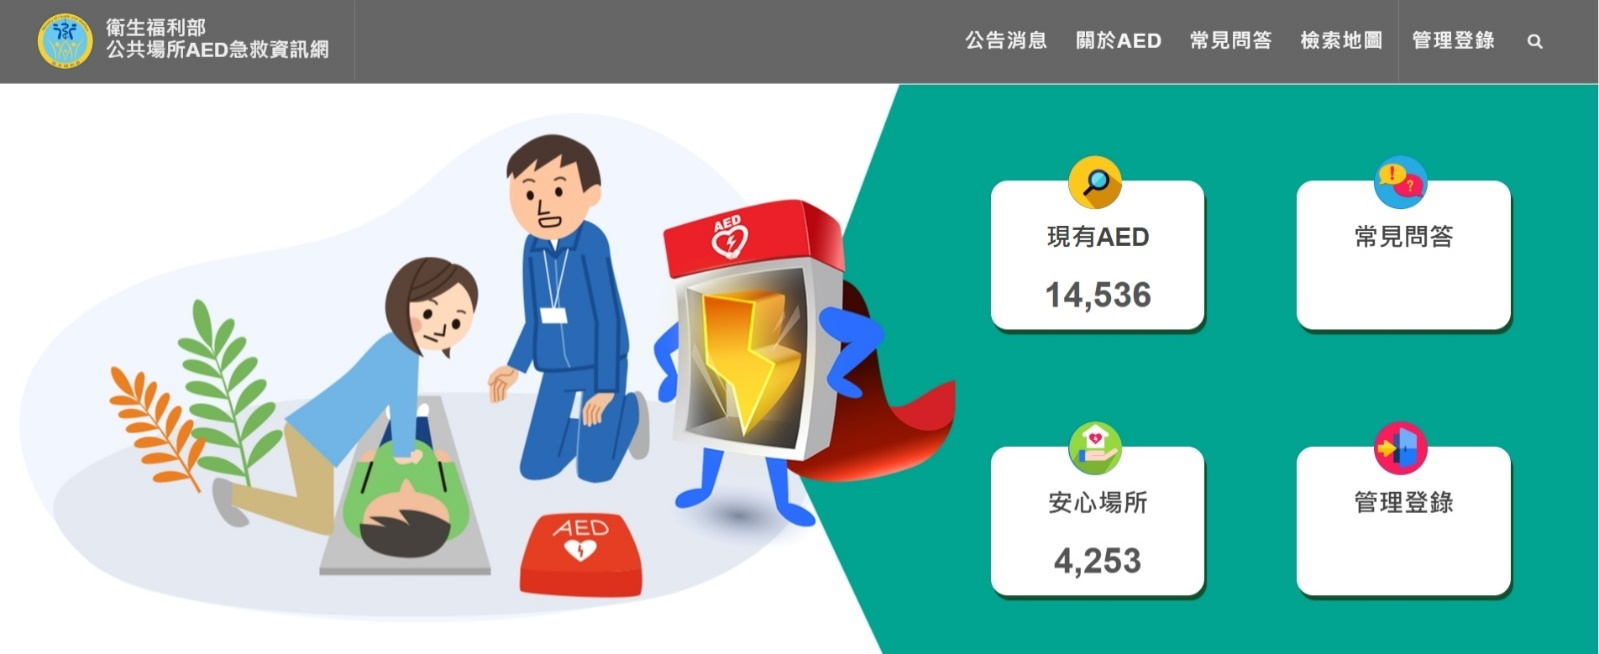 衛生福利部
公共場所AED急救資訊網
公告消息 關於AED 常見問答 檢索地圖 管理登錄
AED
AED
現有AED
14,536
常見問答
安心場所
4,253
管理登錄